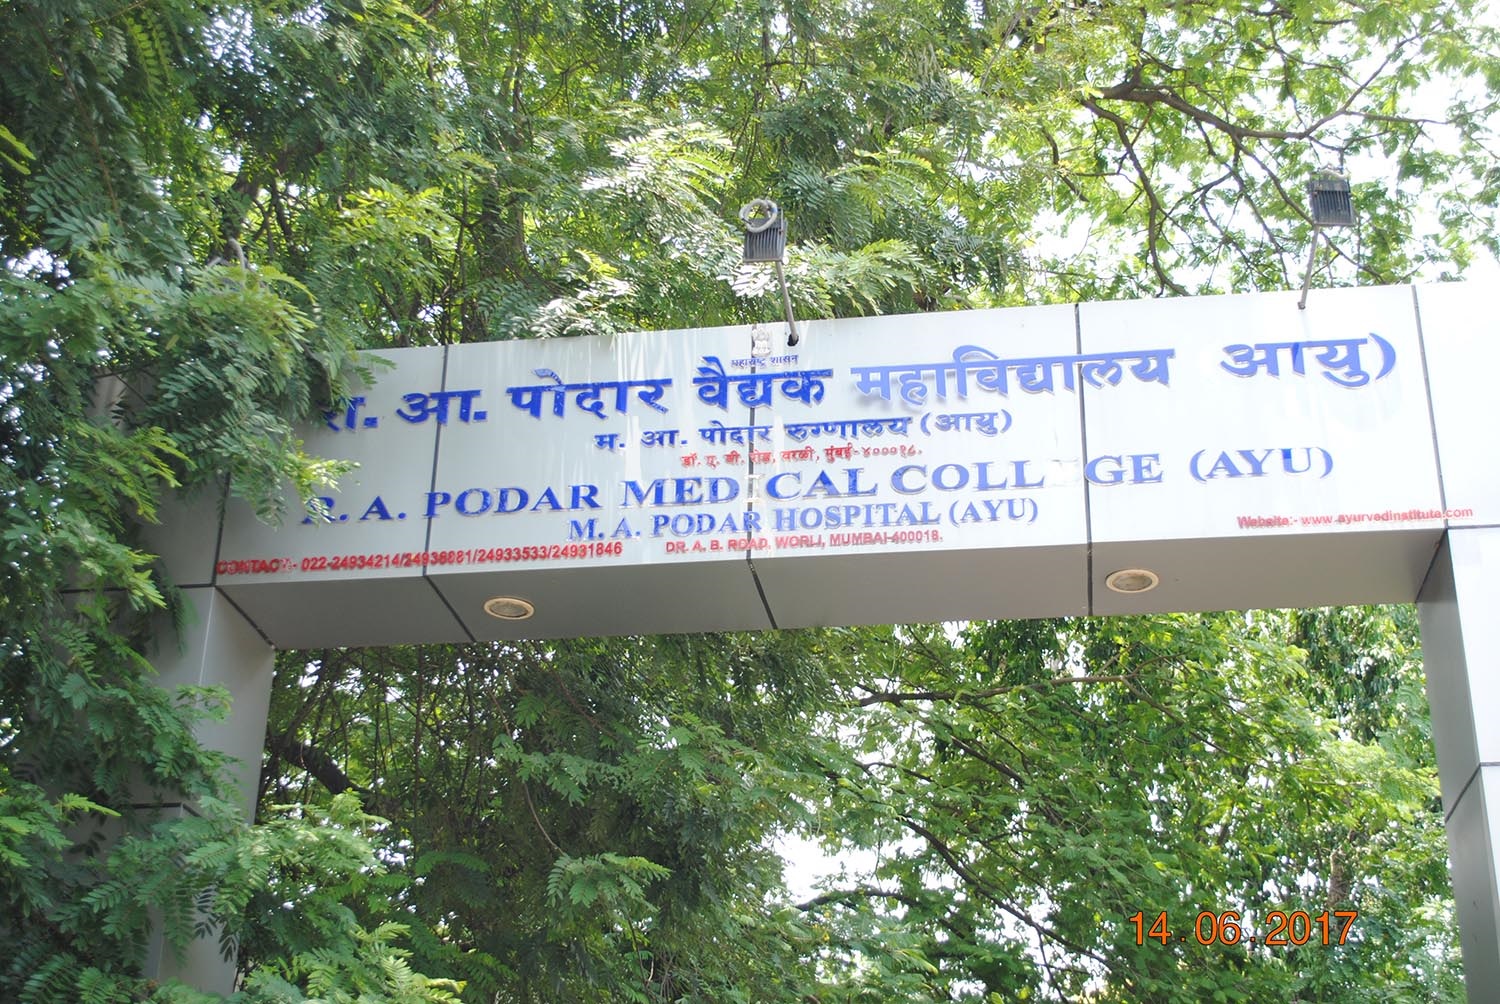 महाराष्ट्र शासन
रा. आ. पोदार वैद्यक महाविद्यालय आयु)
म. आ. पोदार रुग्णालय (आयु)
डॉ. ए. बी. रोड, वरळी, मुंबई-४०००१८.
R. A. PODAR MEDICAL COLLEGE (AYU)
M. A. PODAR HOSPITAL (AYU)
DR. A. B. ROAD, WORLI, MUMBAI-400018.
CONTACT:- 022-24934214/24936881/24933533/24931846
Website:- www.ayurvedinstitute.com
14.06.2017